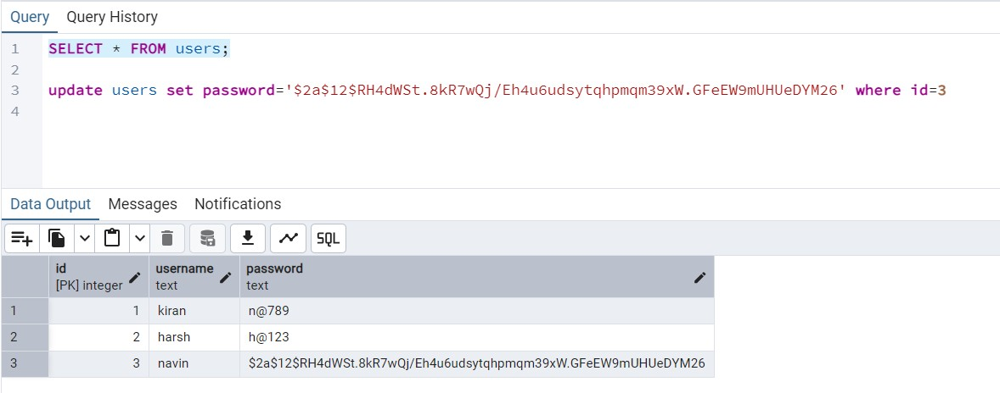 Query Query History
1 SELECT * FROM users;
2
3 update users set password='$2a$12$RH4dWSt.8kR7wQj/Eh4u6udsytqhpmqm39xW.GFeEW9mUHUeDYM26' where id=3
4
Data Output Messages Notifications
SQL
id username password
[PK] integer text text
1 1 kiran n@789
2 2 harsh h@123
3 3 navin $2a$12$RH4dWSt.8kR7wQj/Eh4u6udsytqhpmqm39xW.GFeEW9mUHUeDYM26